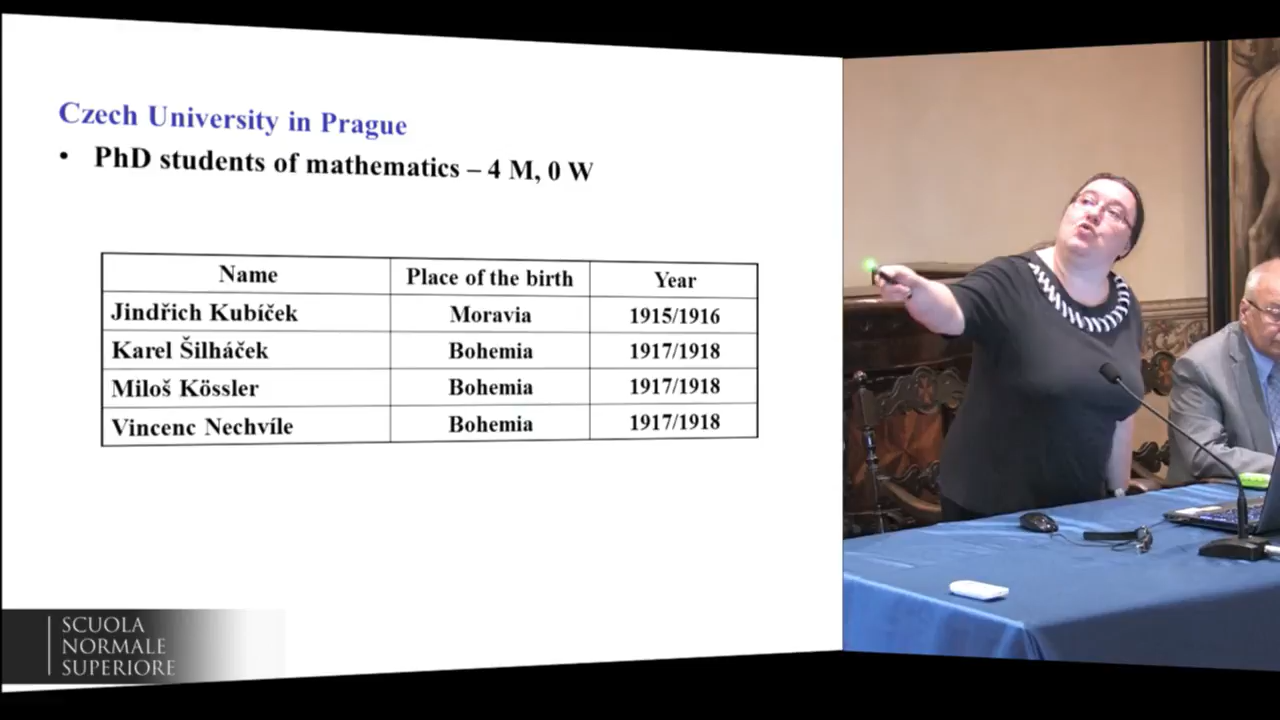 Czech University in Prague
• PhD students of mathematics – 4 M, 0 W
Name Place of the birth Year
Jindřich Kubíček Moravia 1915/1916
Karel Šilháček Bohemia 1917/1918
Miloš Kössler Bohemia 1917/1918
Vincenc Nechvíle Bohemia 1917/1918
SCUOLA
NORMALE
SUPERIORE